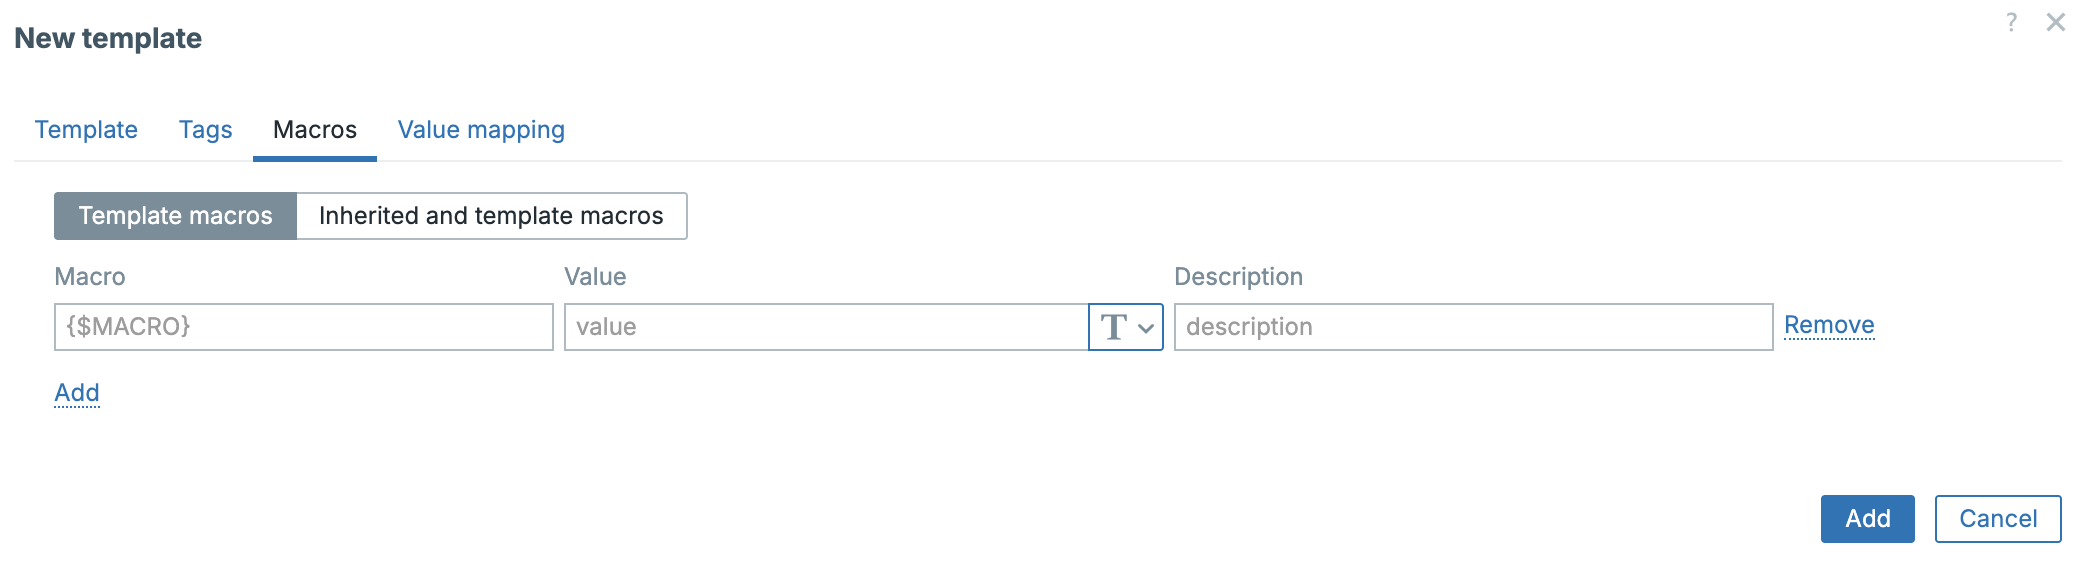 New template
?
Template Tags Macros Value mapping
Template macros Inherited and template macros
Macro Value Description
{$MACRO} value T description Remove
Add
Add Cancel